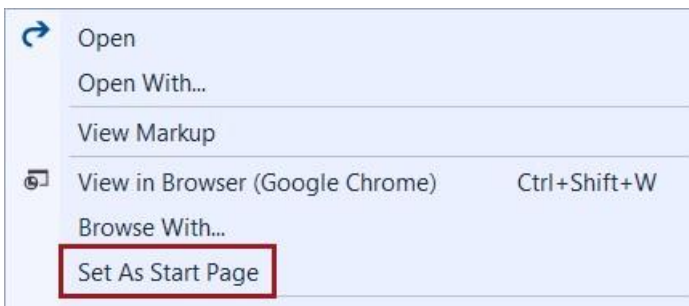 Open
Open With...
View Markup
View in Browser (Google Chrome) Ctrl+Shift+W
Browse With...
Set As Start Page